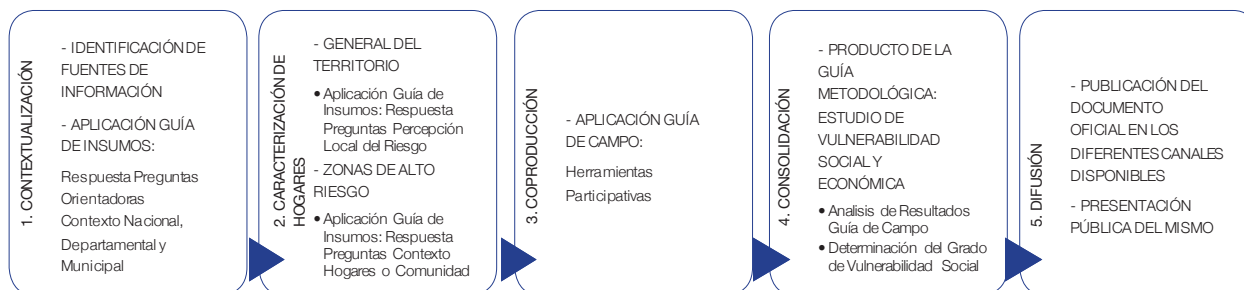 1. CONTEXTUALIZACIÓN
- IDENTIFICACIÓN DE
FUENTES DE
INFORMACIÓN
- APLICACIÓN GUÍA
DE INSUMOS:
Respuesta Preguntas
Orientadoras
Contexto Nacional,
Departamental y
Municipal
2. CARACTERIZACIÓN DE
HOGARES
- GENERAL DEL
TERRITORIO
• Aplicación Guía de
Insumos: Respuesta
Preguntas Percepción
Local del Riesgo
- ZONAS DE ALTO
RIESGO
• Aplicación Guía de
Insumos: Respuesta
Preguntas Contexto
Hogares o Comunidad
3. COPRODUCCIÓN
- APLICACIÓN GUÍA
DE CAMPO:
Herramientas
Participativas
4. CONSOLIDACIÓN
- PRODUCTO DE LA
GUÍA
METODOLÓGICA:
ESTUDIO DE
VULNERABILIDAD
SOCIAL Y
ECONÓMICA
• Analisis de Resultados
Guía de Campo
• Determinación del Grado
de Vulnerabilidad Social
5. DIFUSIÓN
- PUBLICACIÓN DEL
DOCUMENTO
OFICIAL EN LOS
DIFERENTES CANALES
DISPONIBLES
- PRESENTACIÓN
PÚBLICA DEL MISMO